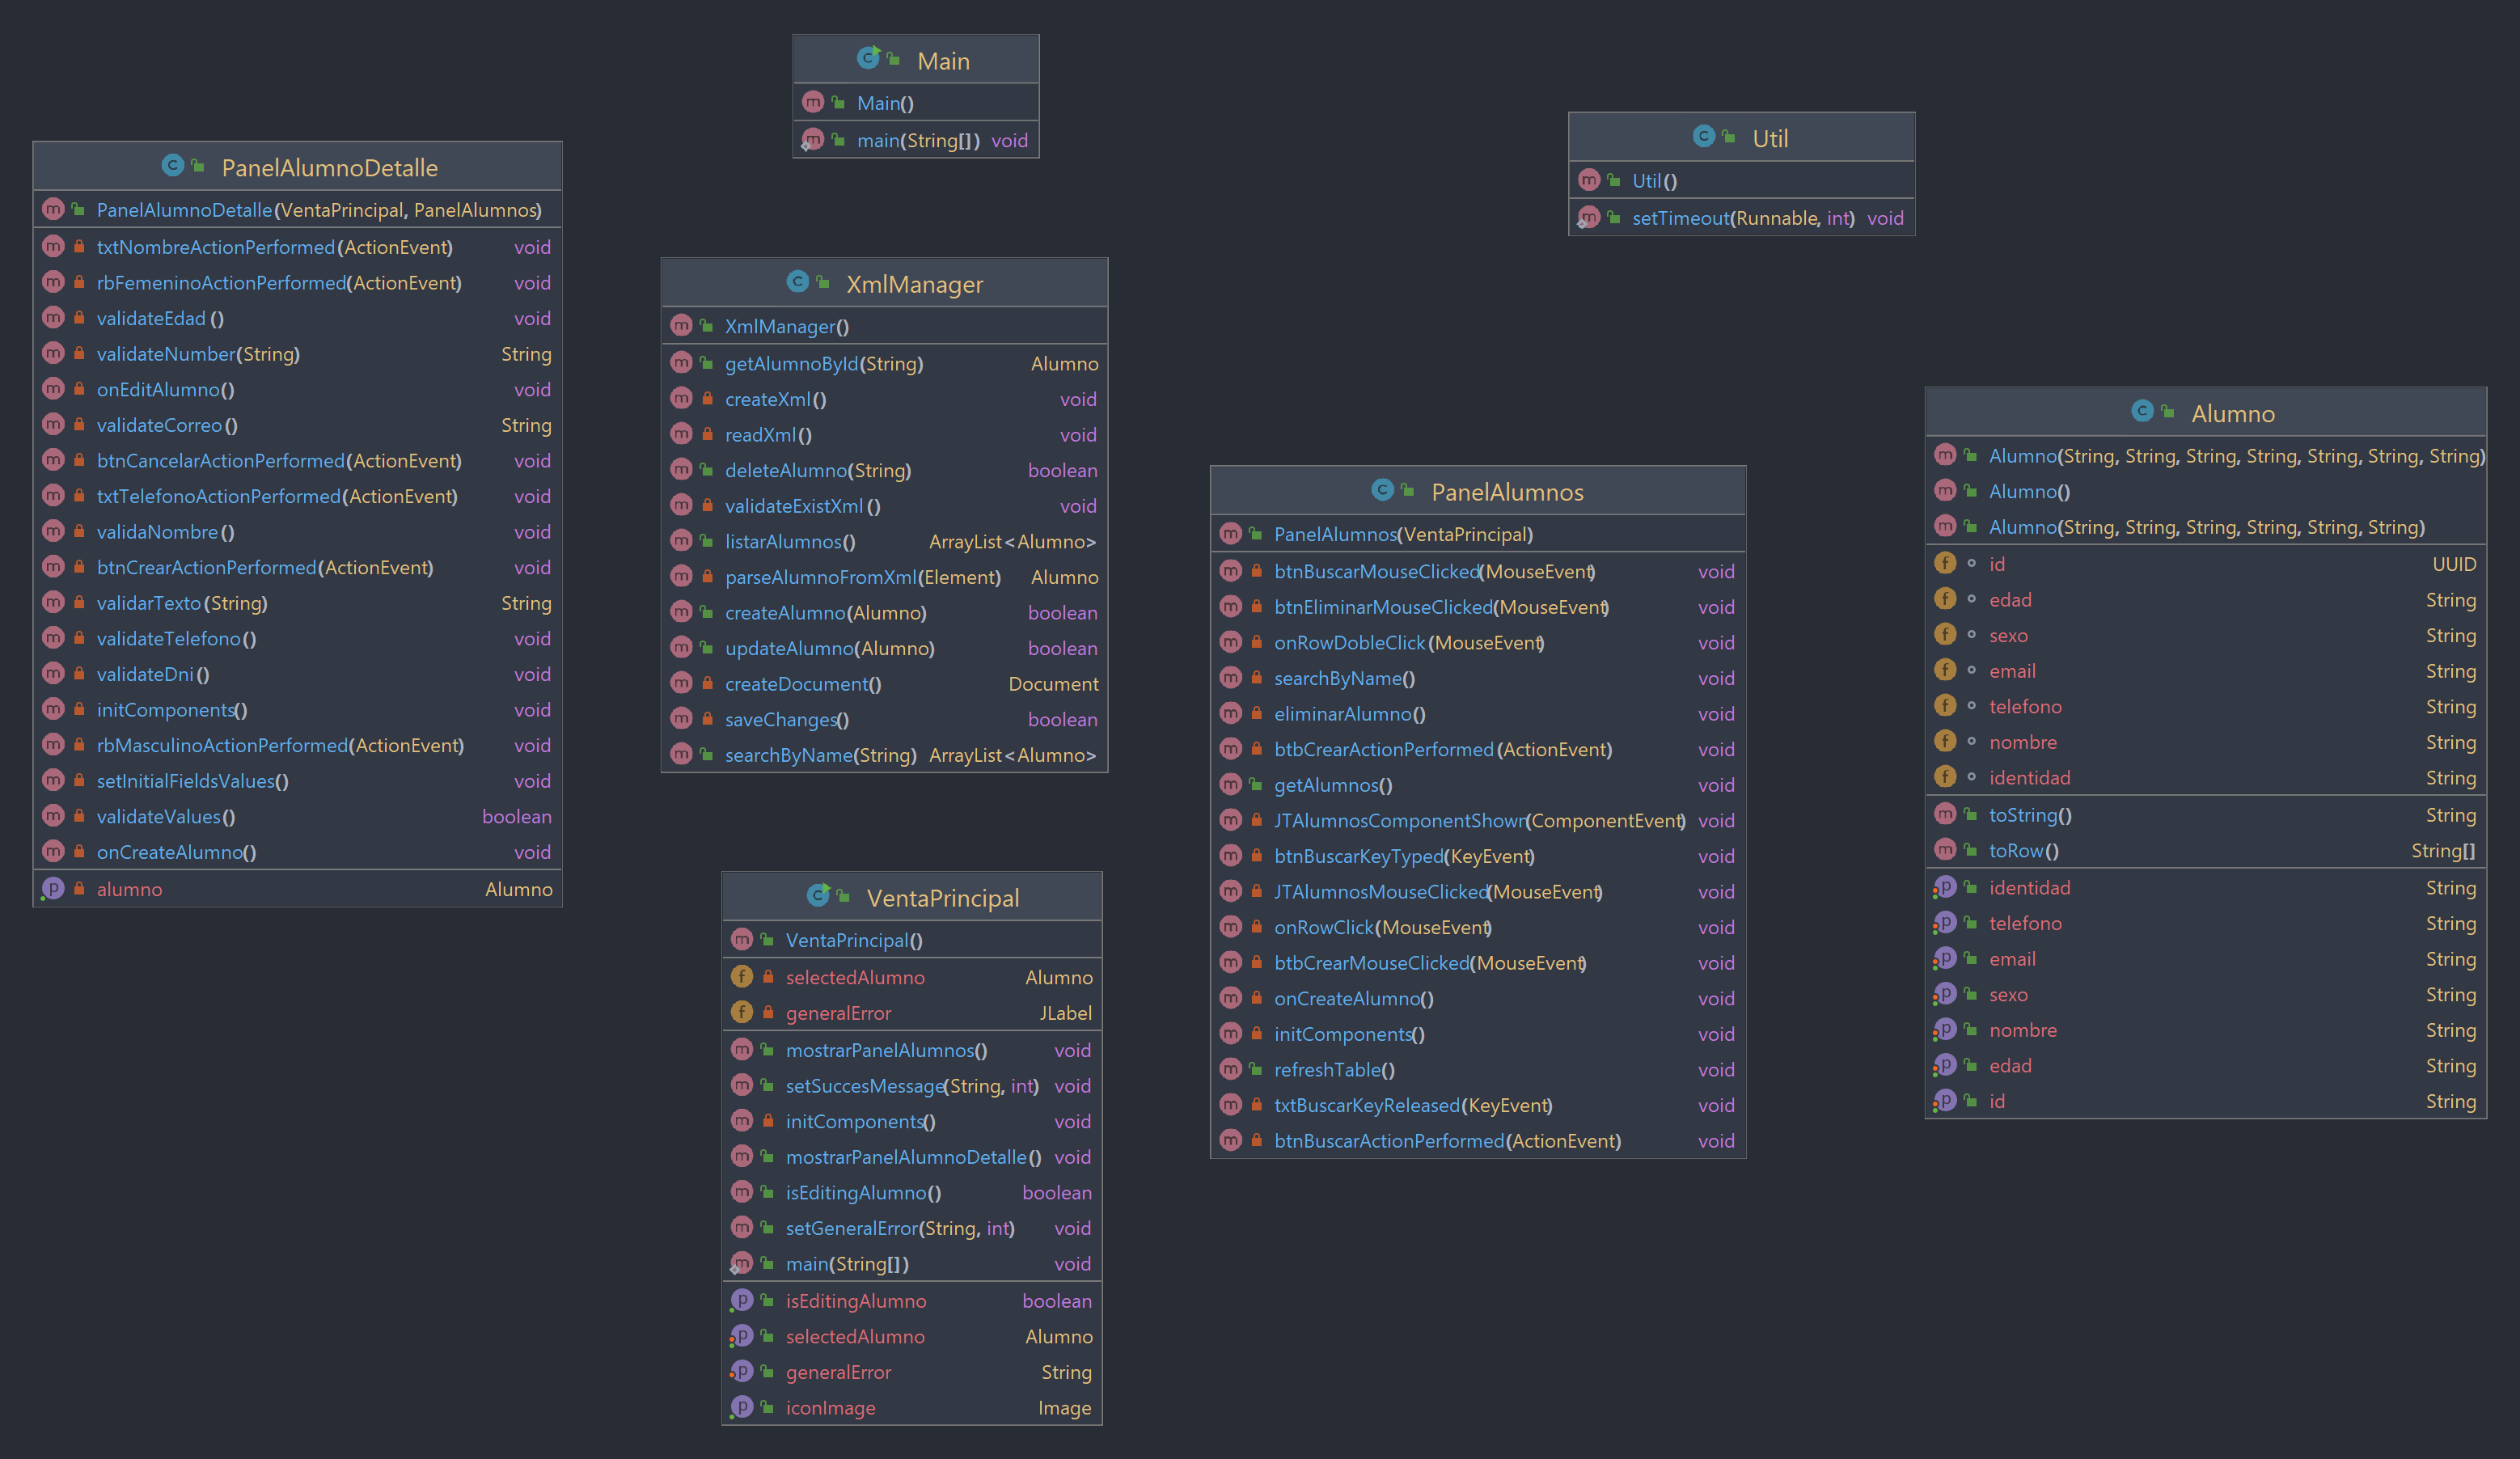 Main
Main()
main(String[]) void
PanelAlumnoDetalle
PanelAlumnoDetalle(VentaPrincipal, PanelAlumnos)
txtNombreActionPerformed(ActionEvent) void
rbFemeninoActionPerformed(ActionEvent) void
validateEdad() void
validateNumber(String) String
onEditAlumno() void
validateCorreo() String
btnCancelarActionPerformed(ActionEvent) void
txtTelefonoActionPerformed(ActionEvent) void
validaNombre() void
btnCrearActionPerformed(ActionEvent) void
validarTexto(String) String
validateTelefono() void
validateDni() void
initComponents() void
rbMasculinoActionPerformed(ActionEvent) void
setInitialFieldsValues() void
validateValues() boolean
onCreateAlumno() void
alumno Alumno
XmlManager
XmlManager()
getAlumnoById(String) Alumno
createXml() void
readXml() void
deleteAlumno(String) boolean
validateExistXml() void
listarAlumnos() ArrayList<Alumno>
parseAlumnoFromXml(Element) Alumno
createAlumno(Alumno) boolean
updateAlumno(Alumno) boolean
createDocument() Document
saveChanges() boolean
searchByName(String) ArrayList<Alumno>
VentaPrincipal
VentaPrincipal()
selectedAlumno Alumno
generalError JLabel
mostrarPanelAlumnos() void
setSuccesMessage(String, int) void
initComponents() void
mostrarPanelAlumnoDetalle() void
isEditingAlumno() boolean
setGeneralError(String, int) void
main(String[]) void
isEditingAlumno boolean
selectedAlumno Alumno
generalError String
iconImage Image
Util
Util()
setTimeout(Runnable, int) void
PanelAlumnos
PanelAlumnos(VentaPrincipal)
btnBuscarMouseClicked(MouseEvent) void
btnEliminarMouseClicked(MouseEvent) void
onRowDobleClick(MouseEvent) void
searchByName() void
eliminarAlumno() void
btbCrearActionPerformed(ActionEvent) void
getAlumnos() void
JTAlumnosComponentShown(ComponentEvent) void
btnBuscarKeyTyped(KeyEvent) void
JTAlumnosMouseClicked(MouseEvent) void
onRowClick(MouseEvent) void
btbCrearMouseClicked(MouseEvent) void
onCreateAlumno() void
initComponents() void
refreshTable() void
txtBuscarKeyReleased(KeyEvent) void
btnBuscarActionPerformed(ActionEvent) void
Alumno
Alumno(String, String, String, String, String, String, String)
Alumno()
Alumno(String, String, String, String, String, String)
id UUID
edad String
sexo String
email String
telefono String
nombre String
identidad String
toString() String
toRow() String[]
identidad String
telefono String
email String
sexo String
nombre String
edad String
id String